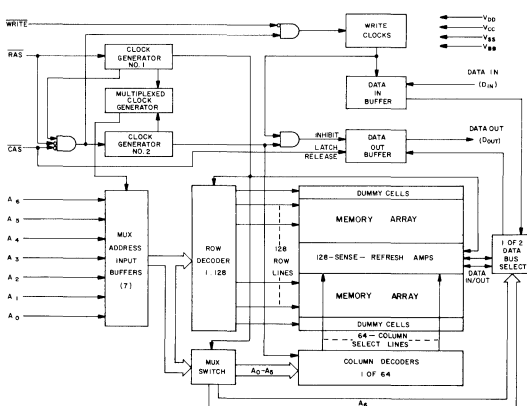 WRITE
RAS
CAS
CLOCK
GENERATOR
NO. 1
MULTIPLEXED
CLOCK
GENERATOR
CLOCK
GENERATOR
NO. 2
WRITE
CLOCKS
VDD
VCC
VSS
VBB
DATA
IN
BUFFER
DATA IN
(DIN)
INHIBIT
LATCH
RELEASE
DATA
OUT
BUFFER
DATA OUT
(DOUT)
A6
A5
A4
A3
A2
A1
A0
MUX
ADDRESS
INPUT
BUFFERS
(7)
ROW
DECODER
1:128
128
ROW
LINES
DUMMY CELLS
MEMORY ARRAY
128-SENSE-REFRESH AMPS
MEMORY ARRAY
DUMMY CELLS
DATA
IN/OUT
1 OF 2
DATA
BUS
SELECT
64-COLUMN
SELECT LINES
MUX
SWITCH
A0-A5
COLUMN DECODERS
1 OF 64
A6